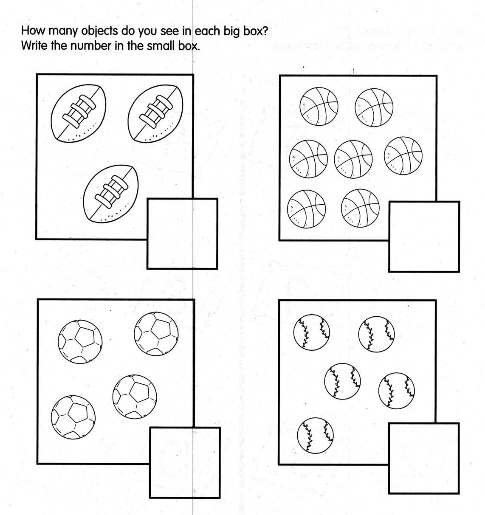 How many objects do you see in each big box?
Write the number in the small box.